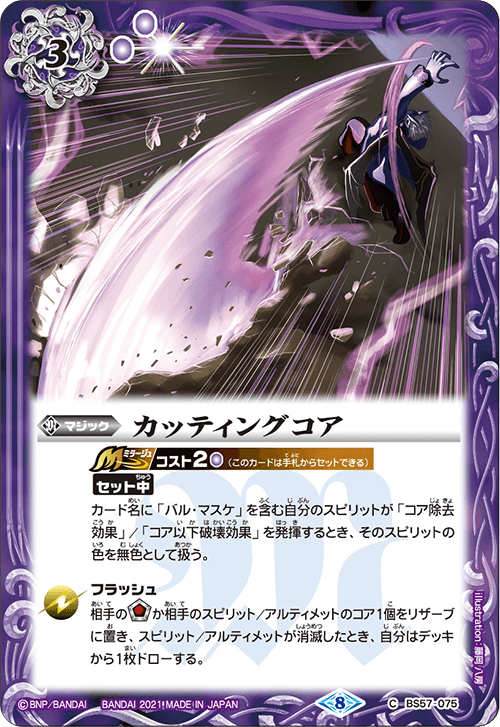 3
マジック
カッティングコア
ミラージュ コスト2 (このカードは手札からセットできる)
セット中
カード名に「バル・マスケ」を含む自分のスピリットが「コア除去
効果」/「コア以下破壊効果」を発揮するとき、そのスピリットの
色を無色として扱う。
フラッシュ
相手の か相手のスピリット/アルティメットのコア1個をリザーブ
に置き、スピリット/アルティメットが消滅したとき、自分はデッキ
から1枚ドローする。
illustration:藤岡八房
©BNP/BANDAI BANDAI 2021 MADE IN JAPAN 8 C BS57-075